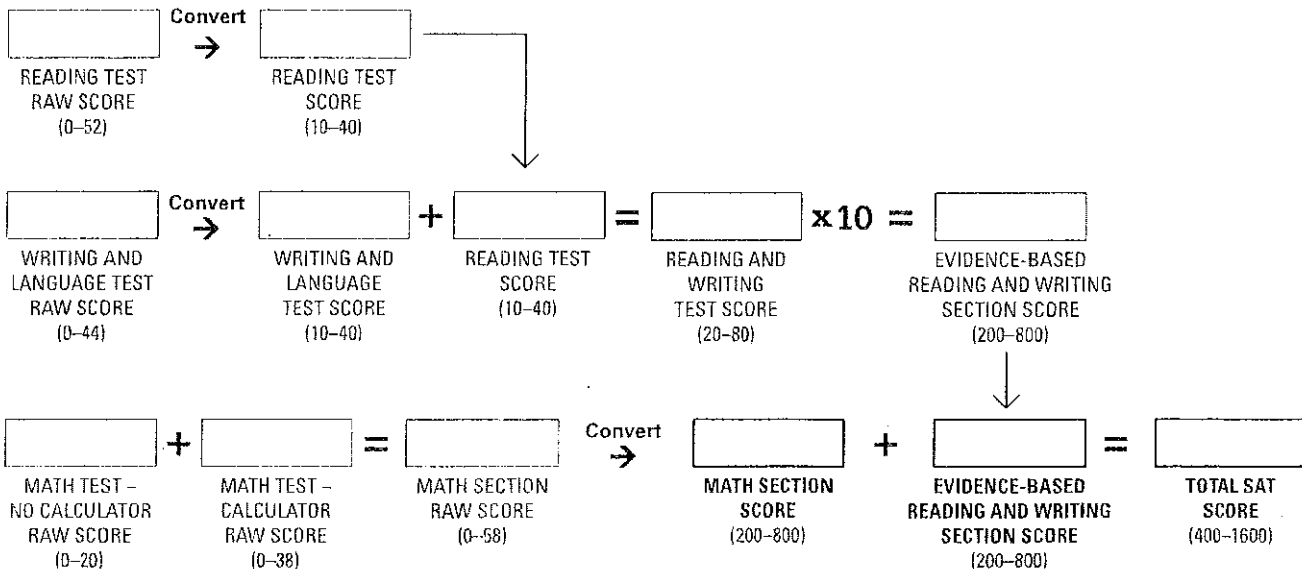 Convert
→
READING TEST
RAW SCORE
(0–52)
READING TEST
SCORE
(10–40)
Convert
→
+
=
x10 =
WRITING AND
LANGUAGE TEST
RAW SCORE
(0–44)
WRITING AND
LANGUAGE
TEST SCORE
(10–40)
READING TEST
SCORE
(10–40)
READING AND
WRITING
TEST SCORE
(20–80)
EVIDENCE-BASED
READING AND WRITING
SECTION SCORE
(200–800)
+
=
Convert
→
+
=
MATH TEST –
NO CALCULATOR
RAW SCORE
(0–20)
MATH TEST –
CALCULATOR
RAW SCORE
(0–38)
MATH SECTION
RAW SCORE
(0–58)
MATH SECTION
SCORE
(200–800)
EVIDENCE-BASED
READING AND WRITING
SECTION SCORE
(200–800)
TOTAL SAT
SCORE
(400–1600)